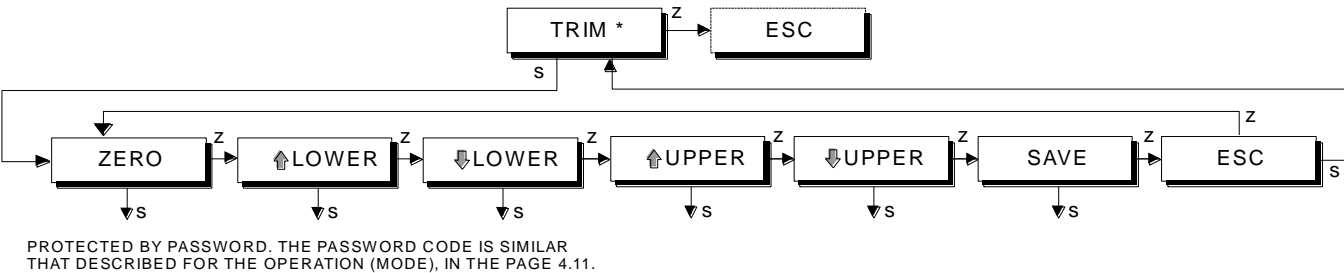 TRIM *
z
ESC
s
z
ZERO
z
⇧LOWER
z
⇩LOWER
z
⇧UPPER
z
⇩UPPER
z
SAVE
z
ESC
s
s
s
s
s
s
s
PROTECTED BY PASSWORD. THE PASSWORD CODE IS SIMILAR
THAT DESCRIBED FOR THE OPERATION (MODE), IN THE PAGE 4.11.